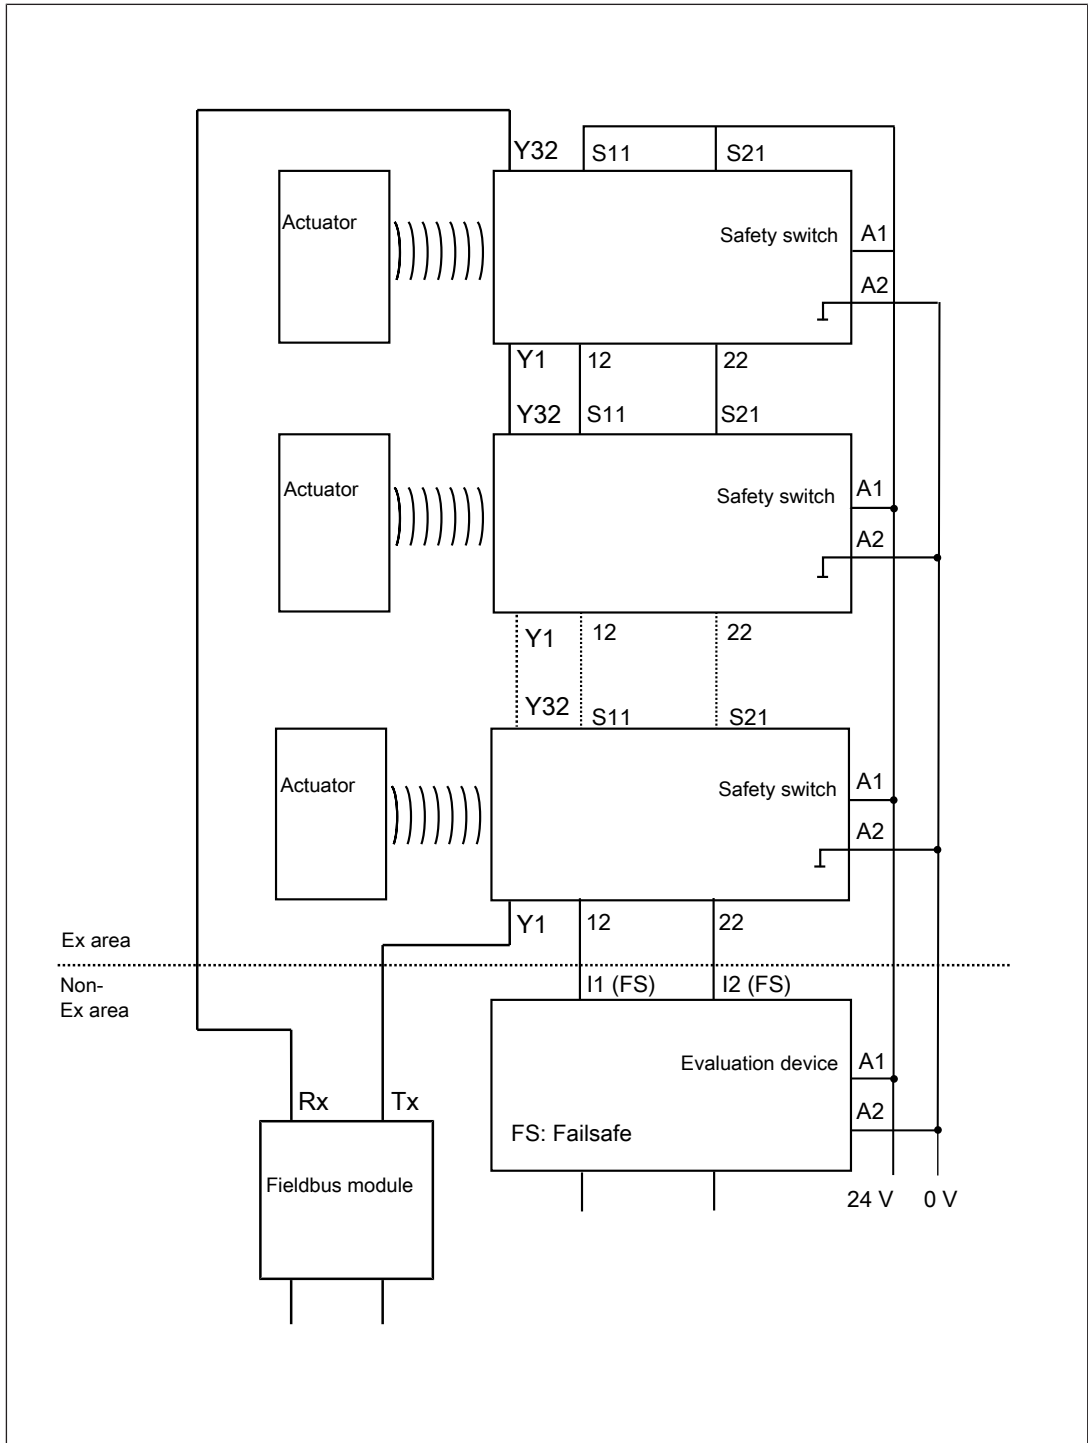 Y32
S11
S21
Actuator
Safety switch
A1
A2
Y1
12
22
Y32
S11
S21
Actuator
Safety switch
A1
A2
Y1
12
22
Y32
S11
S21
Actuator
Safety switch
A1
A2
Y1
12
22
Ex area
Non-
Ex area
I1 (FS)
I2 (FS)
Evaluation device
A1
A2
FS: Failsafe
Rx
Tx
Fieldbus module
24 V
0 V